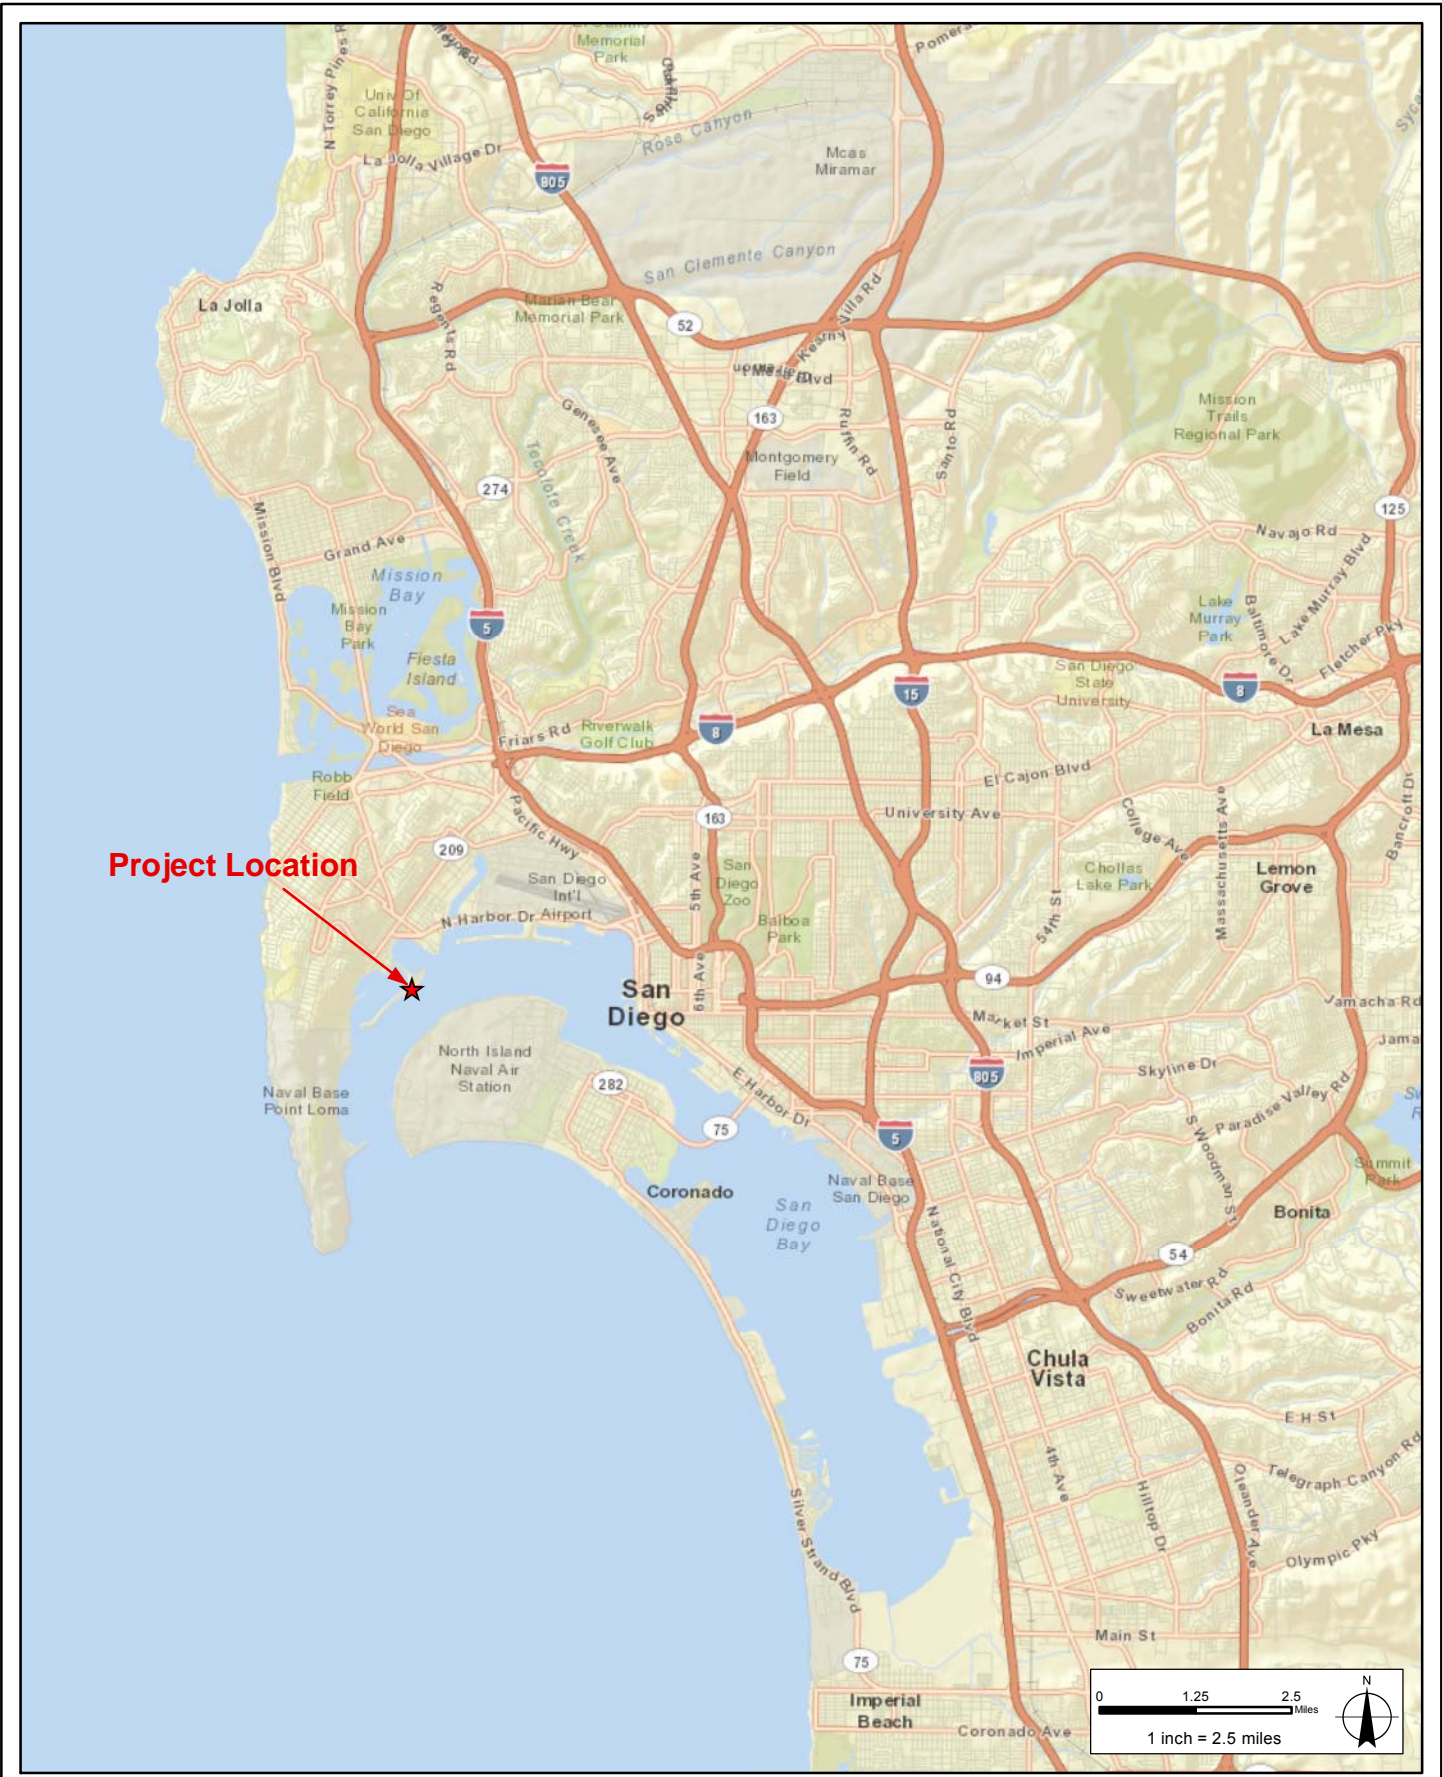 Memorial
Park
Pomera
N Torrey Pines
Univ Of
California
San Diego
La Jolla Village Dr
Rose Canyon
Mcas
Miramar
805
San Clemente Canyon
La Jolla
Regents Rd
Marian Bear
Memorial Park
52
Kearny Villa Rd
163
Mission
Trails
Regional Park
Genesee Ave
Ruffin Rd
Santo Rd
Montgomery
Field
Tecolote Creek
274
125
Mission Blvd
Grand Ave
Navajo Rd
Lake Murray Blvd
Mission
Bay
Mission
Bay
Park
Lake
Murray
Park
Baltimore Dr
Fletcher Pky
5
Fiesta
Island
San Diego
State
University
15
8
Sea
World San
Diego
Friars Rd
Riverwalk
Golf Club
8
La Mesa
Robb
Field
El Cajon Blvd
Pacific Hwy
163
University Ave
College Ave
Massachusetts Ave
Bancroft Dr
209
Project Location
San Diego
Int'l
Airport
5th Ave
San
Diego
Zoo
Chollas
Lake Park
Lemon
Grove
N Harbor Dr
Balboa
Park
54th St
San
Diego
6th Ave
94
Jamacha Rd
Market St
Imperial Ave
Jama
North Island
Naval Air
Station
Skyline Dr
805
282
Naval Base
Point Loma
E Harbor Dr
Paradise Valley Rd
S Woodman St
75
5
Summit
Park
Coronado
Naval Base
San Diego
San
Diego
Bay
National City Blvd
Bonita
54
Sweetwater Rd
Bonita Rd
Chula
Vista
E H St
4th Ave
Hilltop Dr
Oleander Ave
Telegraph Canyon Rd
Silver Strand Blvd
Olympic Pky
Main St
75
Imperial
Beach
Coronado Ave
N
0 1.25 2.5
Miles
1 inch = 2.5 miles